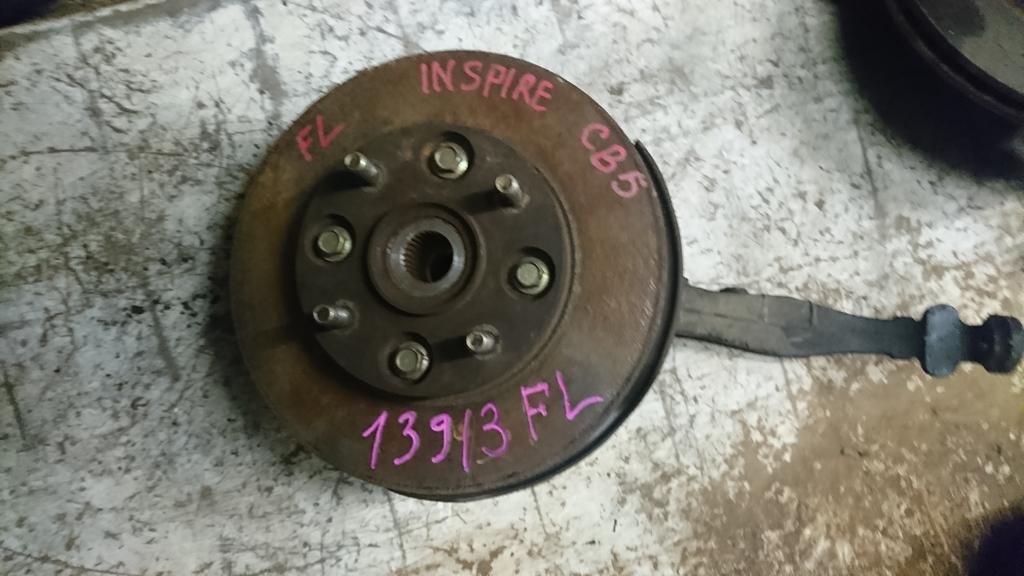 FL
INSPIRE
CB5
13913 FL